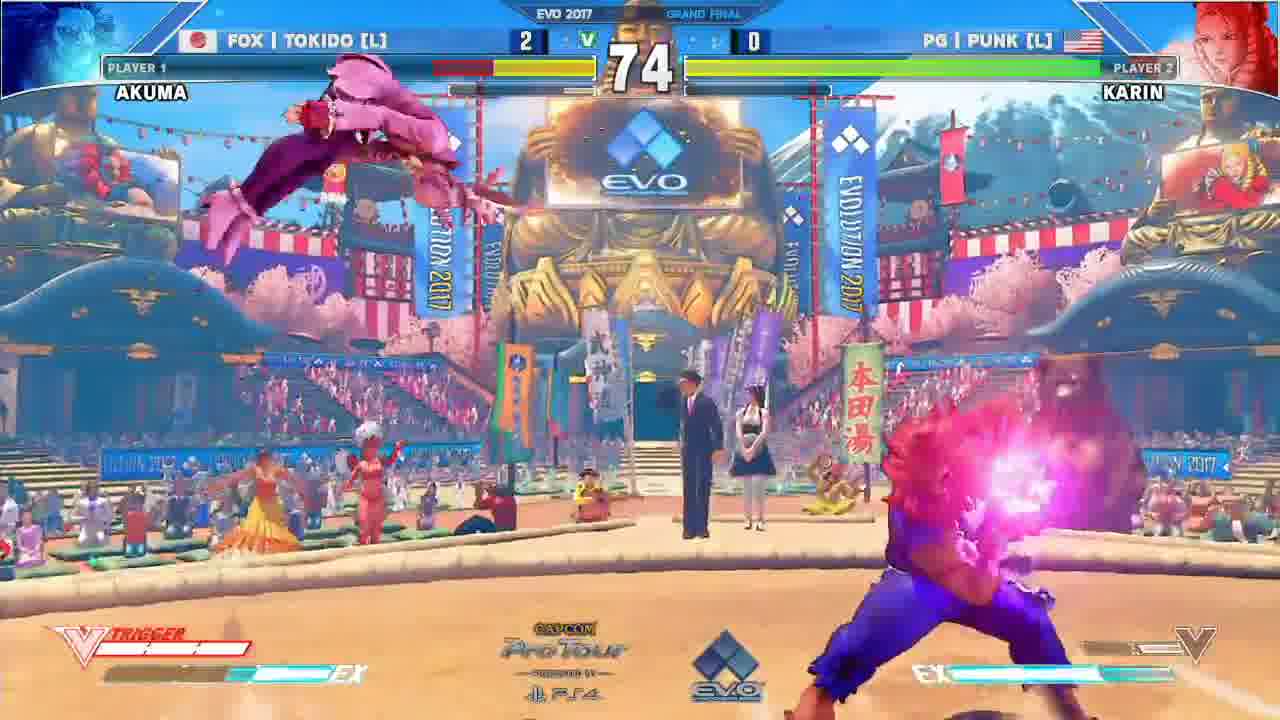 EVO 2017 GRAND FINAL
FOX | TOKIDO [L] 2 V 0 PG | PUNK [L]
PLAYER 1 74 PLAYER 2
AKUMA KARIN
EVO
EVOLUTION 2017
2017
本田湯
2017
V TRIGGER
EX EX V
CAPCOM
Pro Tour
PS4
EVO